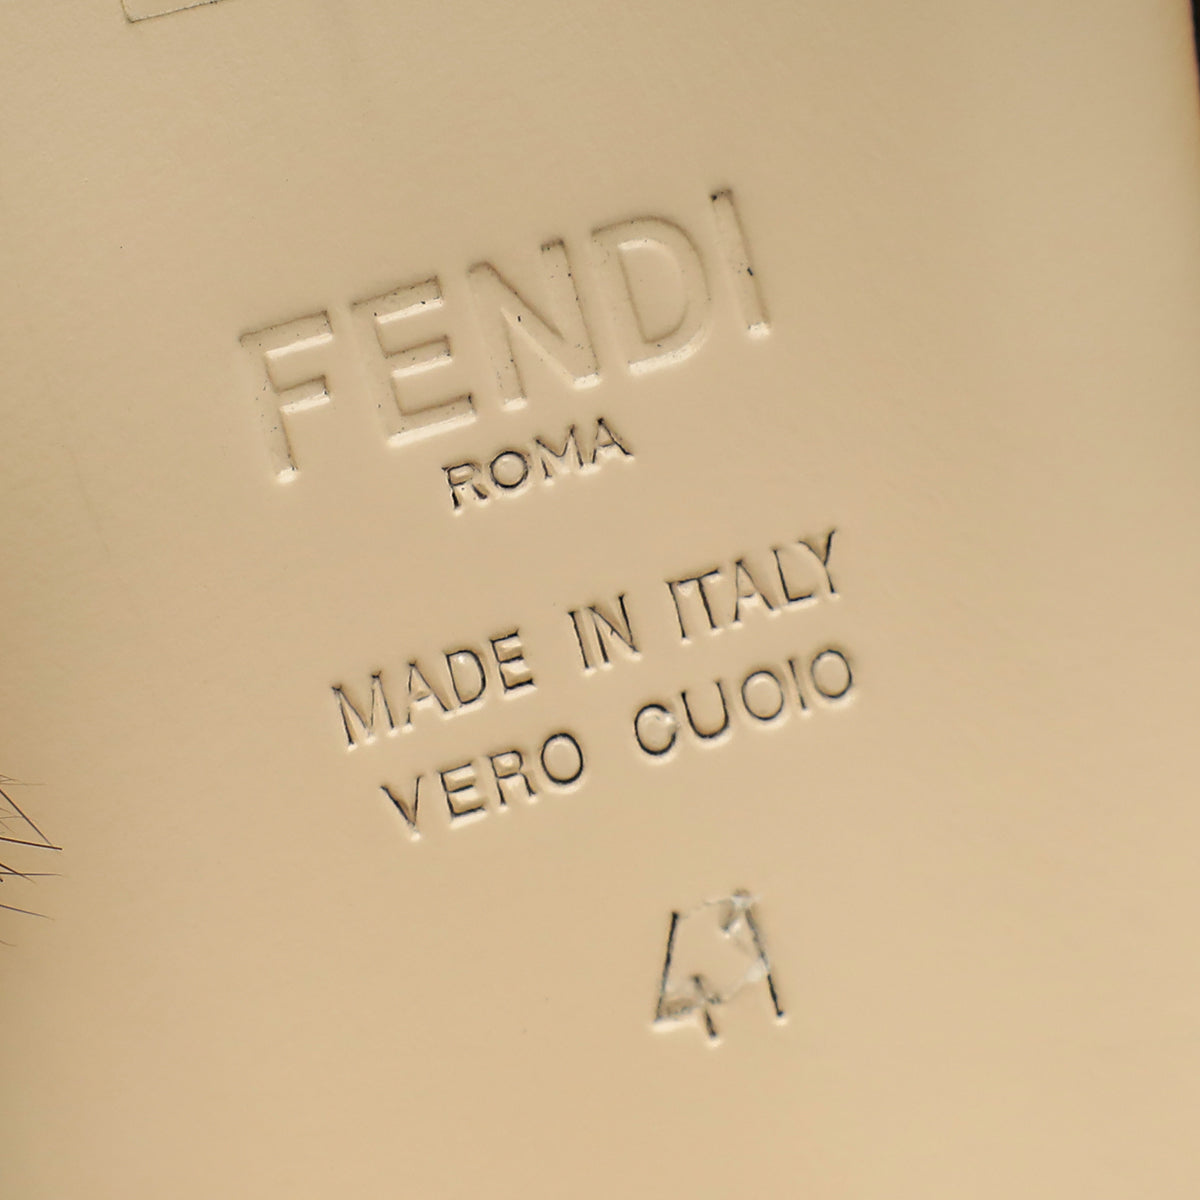 FENDI
ROMA
MADE IN ITALY
VERO CUOIO
41